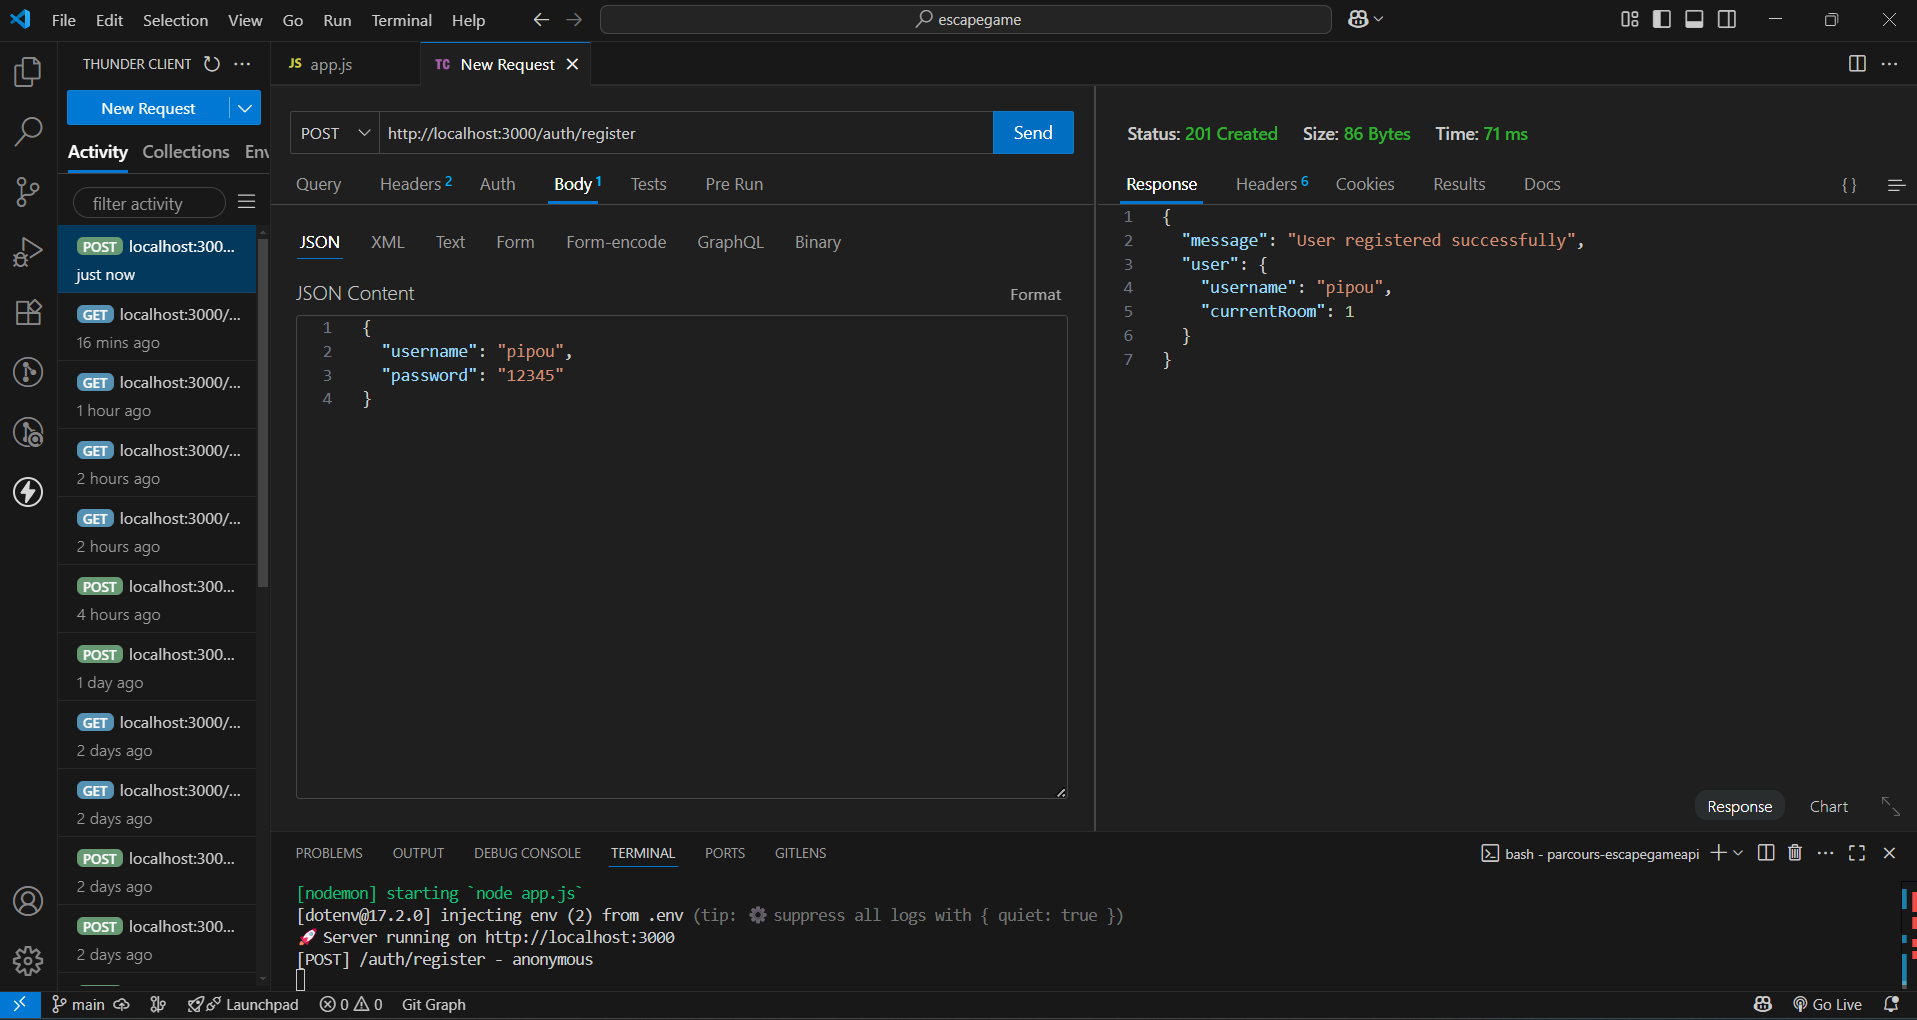 File Edit Selection View Go Run Terminal Help
escapegame
THUNDER CLIENT
New Request
Activity Collections Env
filter activity
POST localhost:300...
just now
GET localhost:3000/...
16 mins ago
GET localhost:3000/...
1 hour ago
GET localhost:3000/...
2 hours ago
GET localhost:3000/...
2 hours ago
POST localhost:300...
4 hours ago
POST localhost:300...
1 day ago
GET localhost:3000/...
2 days ago
GET localhost:3000/...
2 days ago
POST localhost:300...
2 days ago
POST localhost:300...
2 days ago
JS app.js
TC New Request
POST http://localhost:3000/auth/register Send
Query Headers 2 Auth Body 1 Tests Pre Run
JSON XML Text Form Form-encode GraphQL Binary
JSON Content Format
1 {
2 "username": "pipou",
3 "password": "12345"
4 }
Status: 201 Created Size: 86 Bytes Time: 71 ms
Response Headers 6 Cookies Results Docs { }
1 {
2 "message": "User registered successfully",
3 "user": {
4 "username": "pipou",
5 "currentRoom": 1
6 }
7 }
Response Chart
PROBLEMS OUTPUT DEBUG CONSOLE TERMINAL PORTS GITLENS
bash - parcours-escapegameapi
[nodemon] starting `node app.js`
[dotenv@17.2.0] injecting env (2) from .env (tip: ⚙️ suppress all logs with { quiet: true })
🚀 Server running on http://localhost:3000
[POST] /auth/register - anonymous
main Launchpad 0 0 Git Graph
Go Live